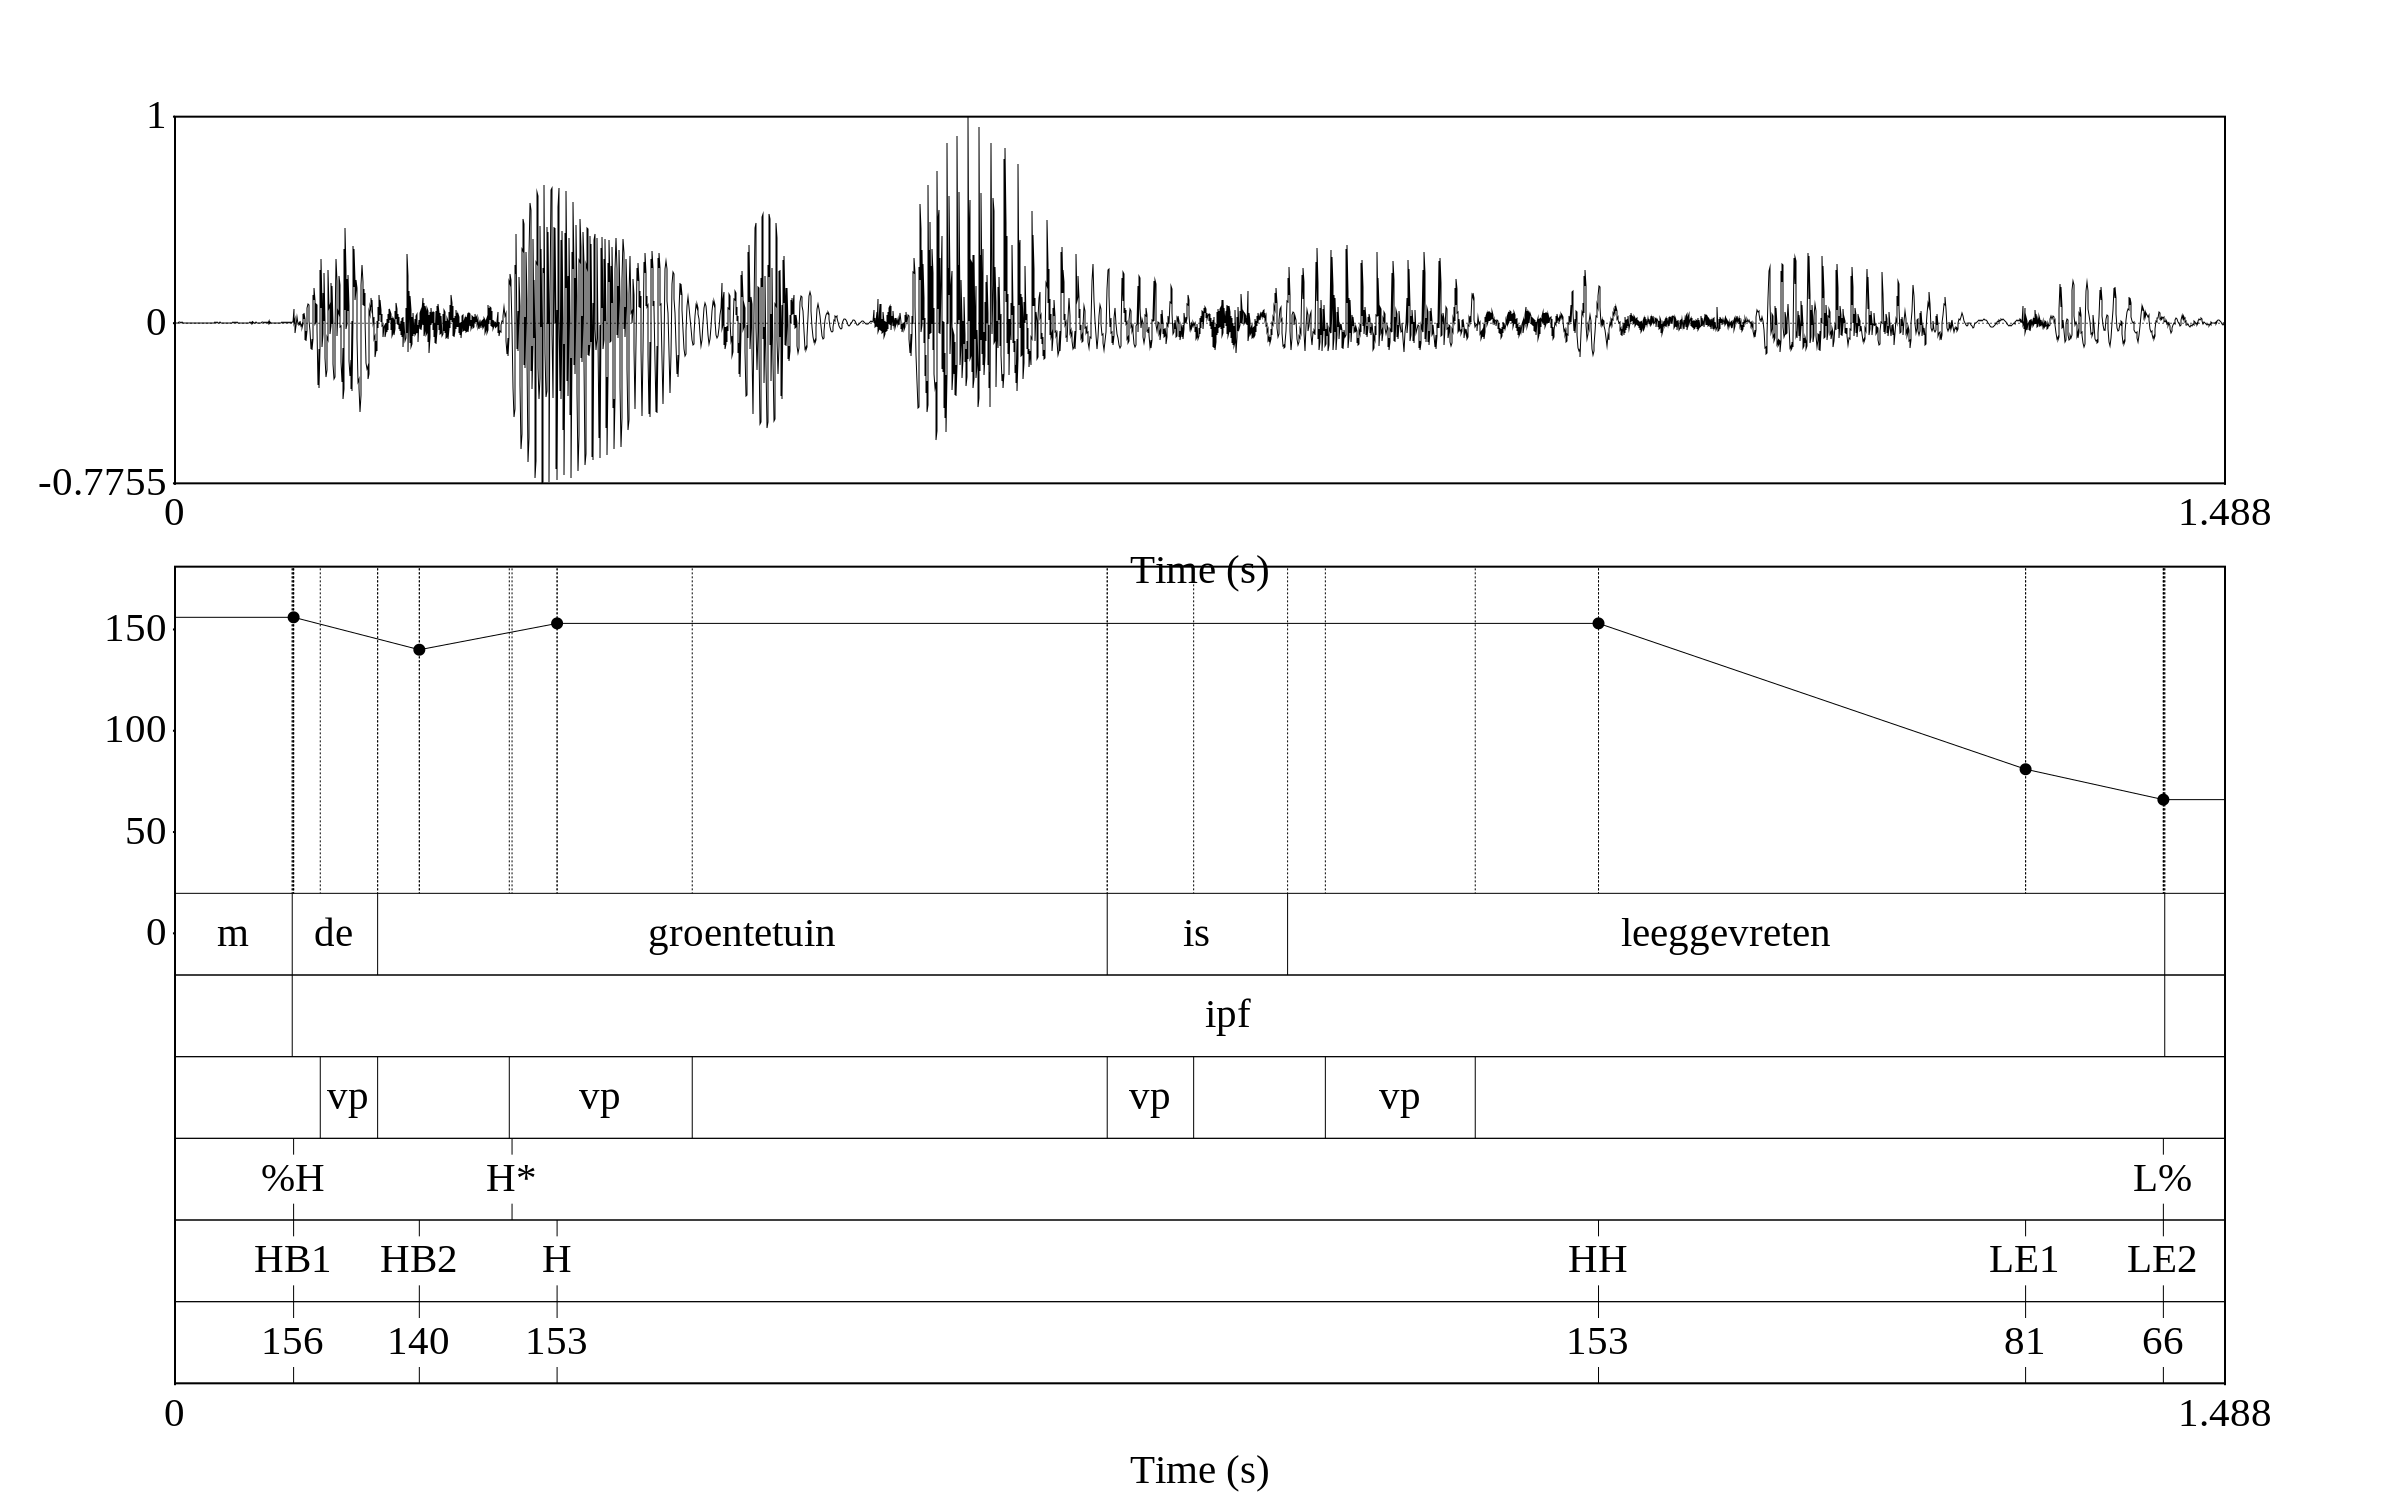 1
0
-0.7755
0 1.488
Time (s)
150
100
50
0 m de groentetuin is leeggevreten
ipf
vp vp vp vp
%H H* L%
HB1 HB2 H HH LE1 LE2
156 140 153 153 81 66
0 1.488
Time (s)